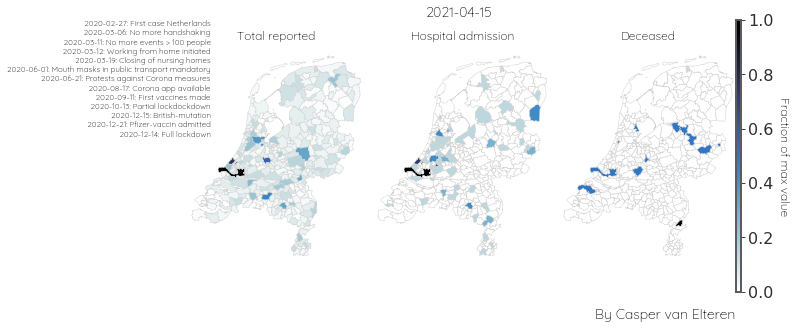 2021-04-15
2020-02-27: First case Netherlands
2020-03-06: No more handshaking
2020-03-11: No more events > 100 people
2020-03-12: Working from home initiated
2020-03-19: Closing of nursing homes
2020-06-01: Mouth masks in public transport mandatory
2020-06-21: Protests against Corona measures
2020-08-17: Corona app available
2020-09-11: First vaccines made
2020-10-13: Partial lockdockdown
2020-12-15: British-mutation
2020-12-21: Pfizer-vaccin admitted
2020-12-14: Full lockdown
Total reported
Hospital admission
Deceased
1.0
0.8
0.6
0.4
0.2
0.0
Fraction of max value
By Casper van Elteren